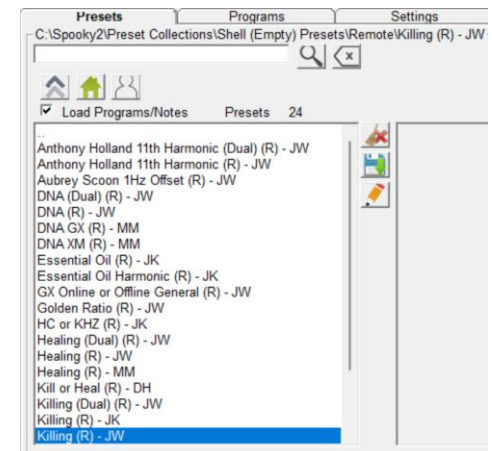 Presets Programs Settings
C:\Spooky2\Preset Collections\Shell (Empty) Presets\Remote\Killing (R) - JW
Load Programs/Notes Presets 24
..
Anthony Holland 11th Harmonic (Dual) (R) - JW
Anthony Holland 11th Harmonic (R) - JW
Aubrey Scoon 1Hz Offset (R) - JW
DNA (Dual) (R) - JW
DNA (R) - JW
DNA GX (R) - MM
DNA XM (R) - MM
Essential Oil (R) - JK
Essential Oil Harmonic (R) - JK
GX Online or Offline General (R) - JW
Golden Ratio (R) - JW
HC or KHZ (R) - JK
Healing (Dual) (R) - JW
Healing (R) - JW
Healing (R) - MM
Kill or Heal (R) - DH
Killing (Dual) (R) - JW
Killing (R) - JK
Killing (R) - JW